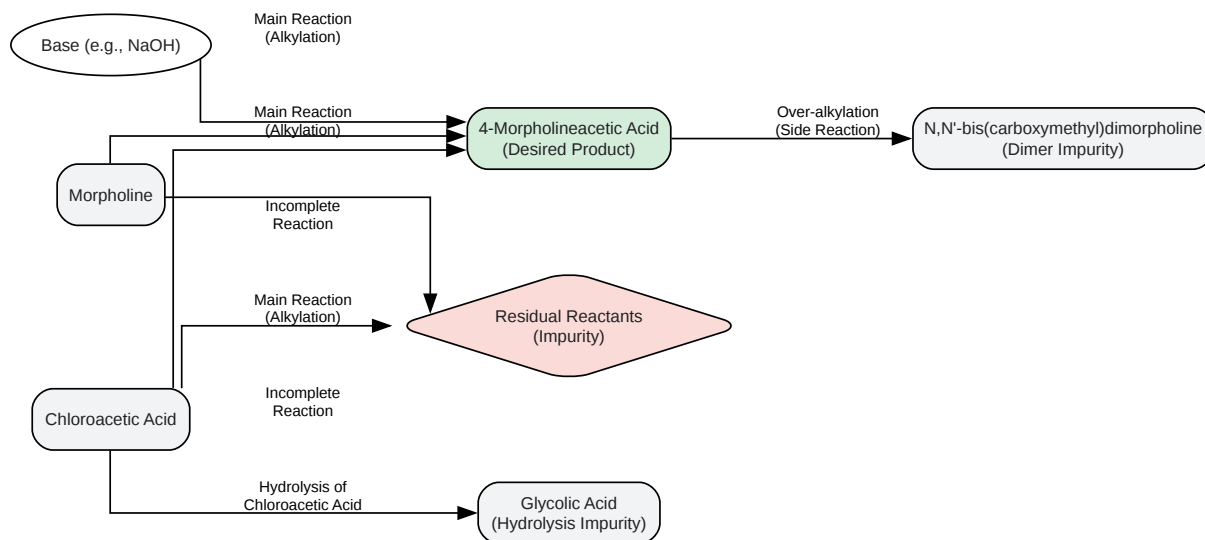 Main Reaction
(Alkylation)
Base (e.g., NaOH)
Main Reaction
(Alkylation)
4-Morpholineacetic Acid
(Desired Product)
Over-alkylation
(Side Reaction)
N,N'-bis(carboxymethyl)dimorpholine
(Dimer Impurity)
Morpholine
Incomplete
Reaction
Main Reaction
(Alkylation)
Residual Reactants
(Impurity)
Incomplete
Reaction
Chloroacetic Acid
Hydrolysis of
Chloroacetic Acid
Glycolic Acid
(Hydrolysis Impurity)